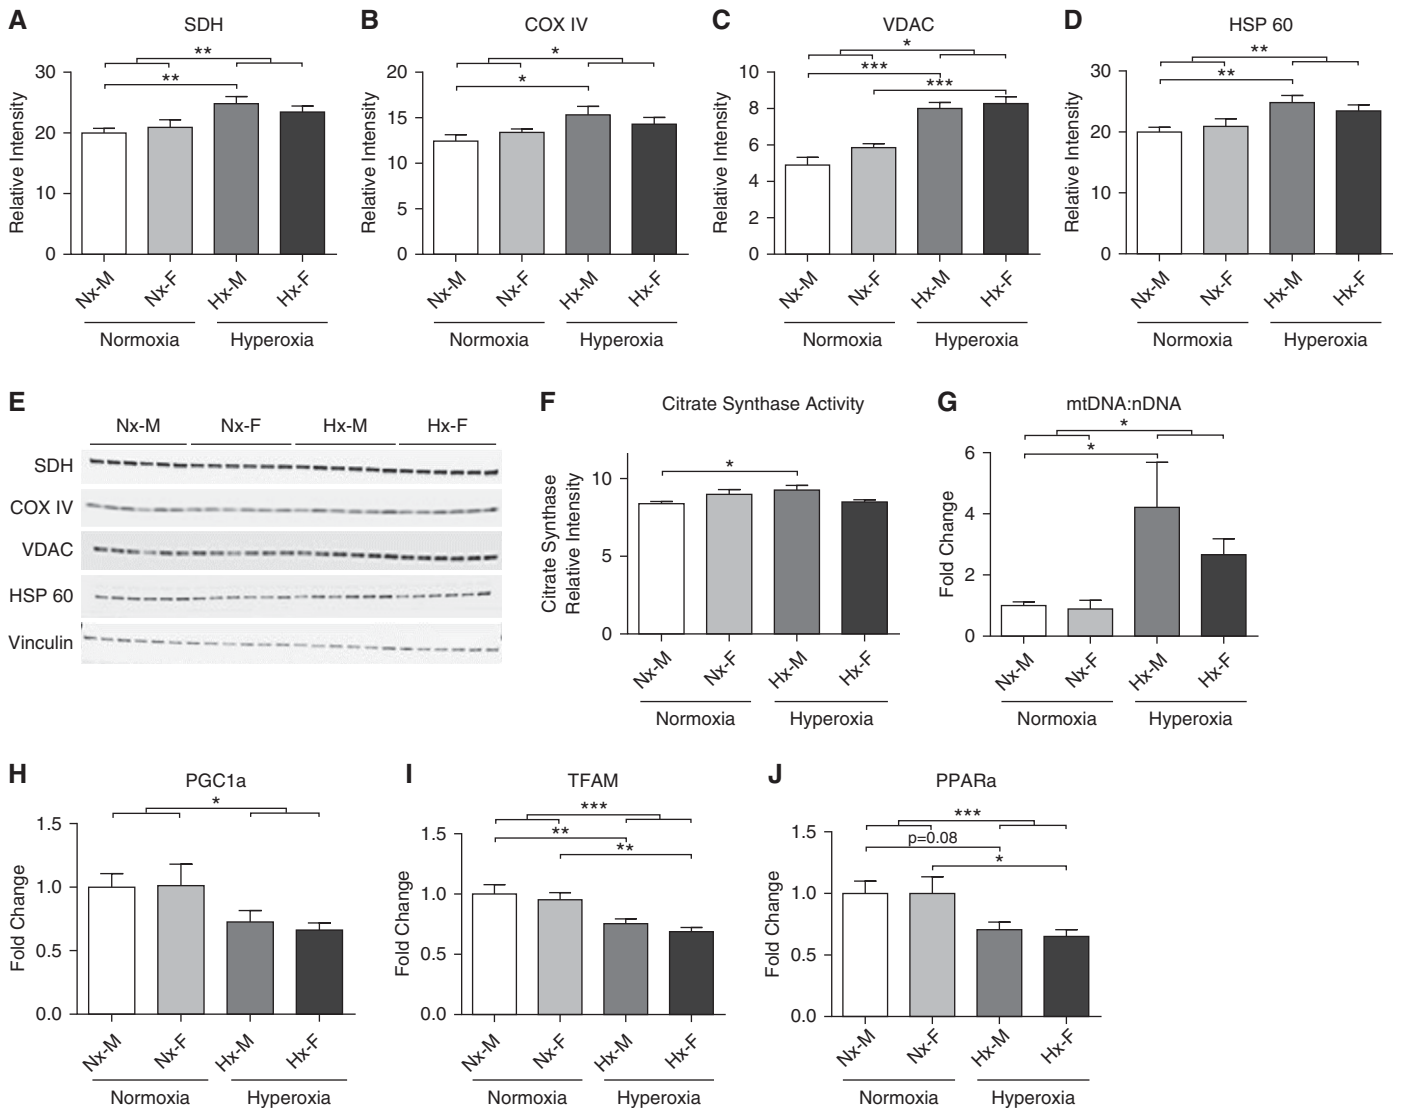 A
SDH
**
**
30
20
10
0
Relative Intensity
Nx-M
Nx-F
Hx-M
Hx-F
Normoxia
Hyperoxia
B
COX IV
*
*
20
15
10
5
0
Relative Intensity
Nx-M
Nx-F
Hx-M
Hx-F
Normoxia
Hyperoxia
C
VDAC
*
***
***
10
8
6
4
2
0
Relative Intensity
Nx-M
Nx-F
Hx-M
Hx-F
Normoxia
Hyperoxia
D
HSP 60
**
**
30
20
10
0
Relative Intensity
Nx-M
Nx-F
Hx-M
Hx-F
Normoxia
Hyperoxia
E
Nx-M
Nx-F
Hx-M
Hx-F
SDH
COX IV
VDAC
HSP 60
Vinculin
F
Citrate Synthase Activity
*
10
5
0
Citrate Synthase
Relative Intensity
Nx-M
Nx-F
Hx-M
Hx-F
Normoxia
Hyperoxia
G
mtDNA:nDNA
*
*
6
4
2
0
Fold Change
Nx-M
Nx-F
Hx-M
Hx-F
Normoxia
Hyperoxia
H
PGC1a
*
1.5
1.0
0.5
0.0
Fold Change
Nx-M
Nx-F
Hx-M
Hx-F
Normoxia
Hyperoxia
I
TFAM
***
**
**
1.5
1.0
0.5
0.0
Fold Change
Nx-M
Nx-F
Hx-M
Hx-F
Normoxia
Hyperoxia
J
PPARa
***
p=0.08
*
1.5
1.0
0.5
0.0
Fold Change
Nx-M
Nx-F
Hx-M
Hx-F
Normoxia
Hyperoxia